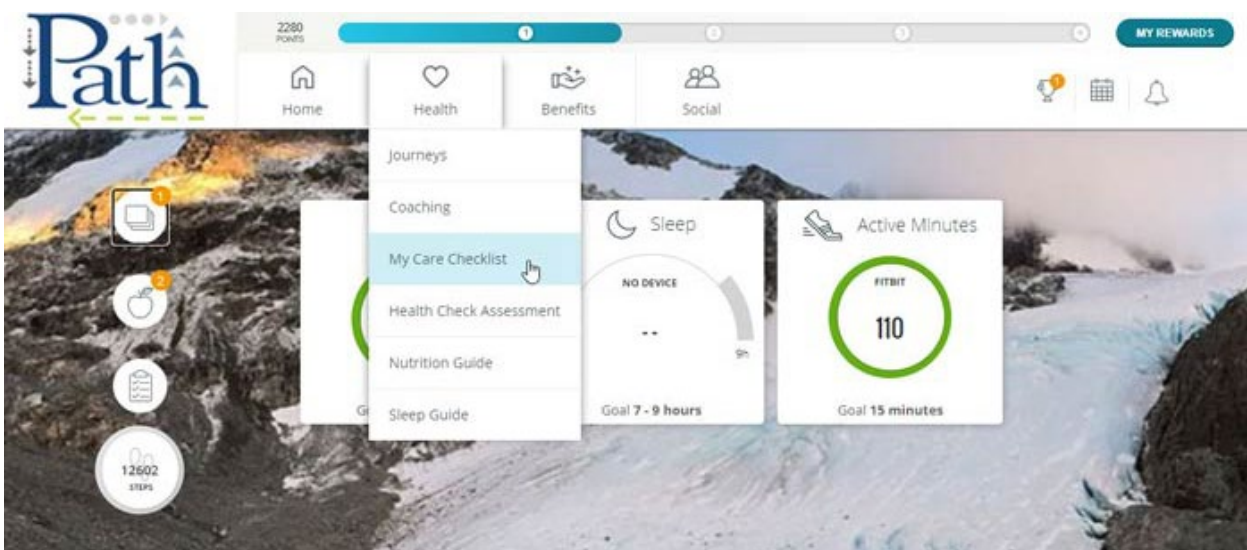 Path
2280
POINTS
1
2
3
4
MY REWARDS
Home
Health
Benefits
Social
1
Journeys
Coaching
My Care Checklist
Health Check Assessment
Nutrition Guide
Sleep Guide
1
2
12602
STEPS
G
Sleep
NO DEVICE
--
9h
Goal 7 - 9 hours
Active Minutes
FITBIT
110
Goal 15 minutes